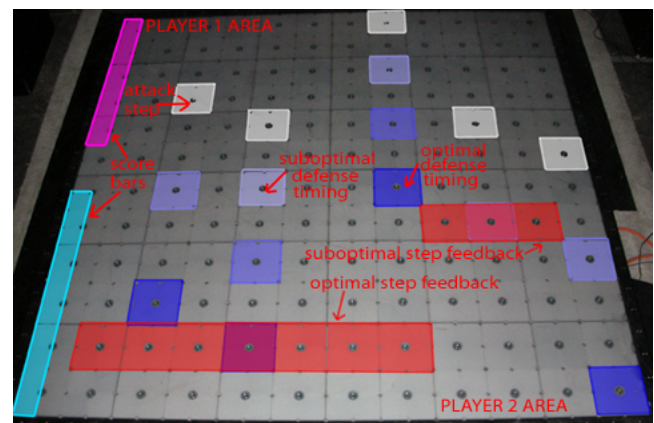 PLAYER 1 AREA
attack
step
score
bars
suboptimal
defense
timing
optimal
defense
timing
suboptimal step feedback
optimal step feedback
PLAYER 2 AREA